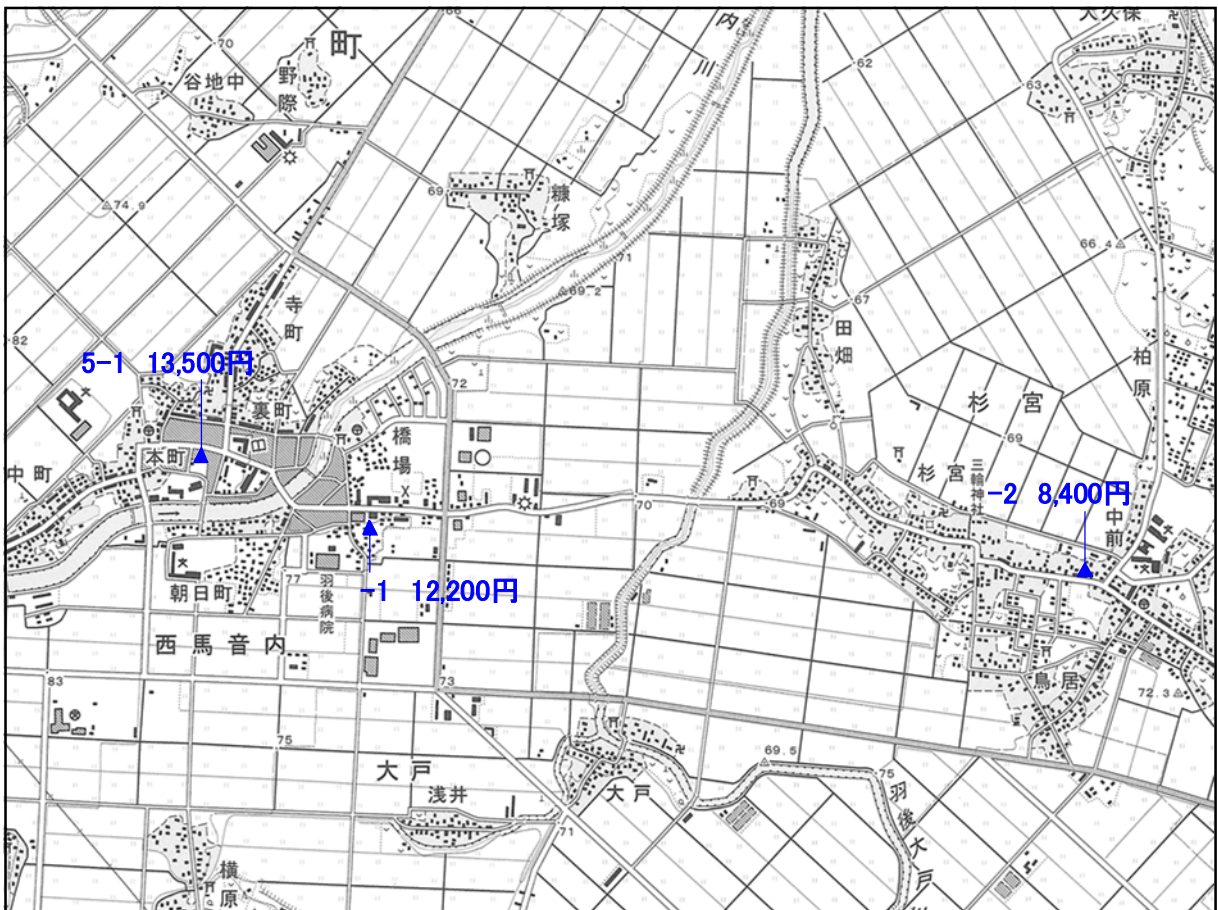 大久保
66
内
川
町
70
62
谷地中
野際
63
69
糠塚
74.9
66.4
71
69.2
67
寺町
田畑
82
5-1 13,500円
柏原
72
裏町
杉宮
橋場
69
本町
中町
杉宮
三輪神社
-2 8,400円
70
69
中前
77
羽後病院
-1 12,200円
朝日町
西馬音内
鳥居
83
73
72.3
75
69.5
大戸
75
浅井
大戸
羽後大戸川
71
横原